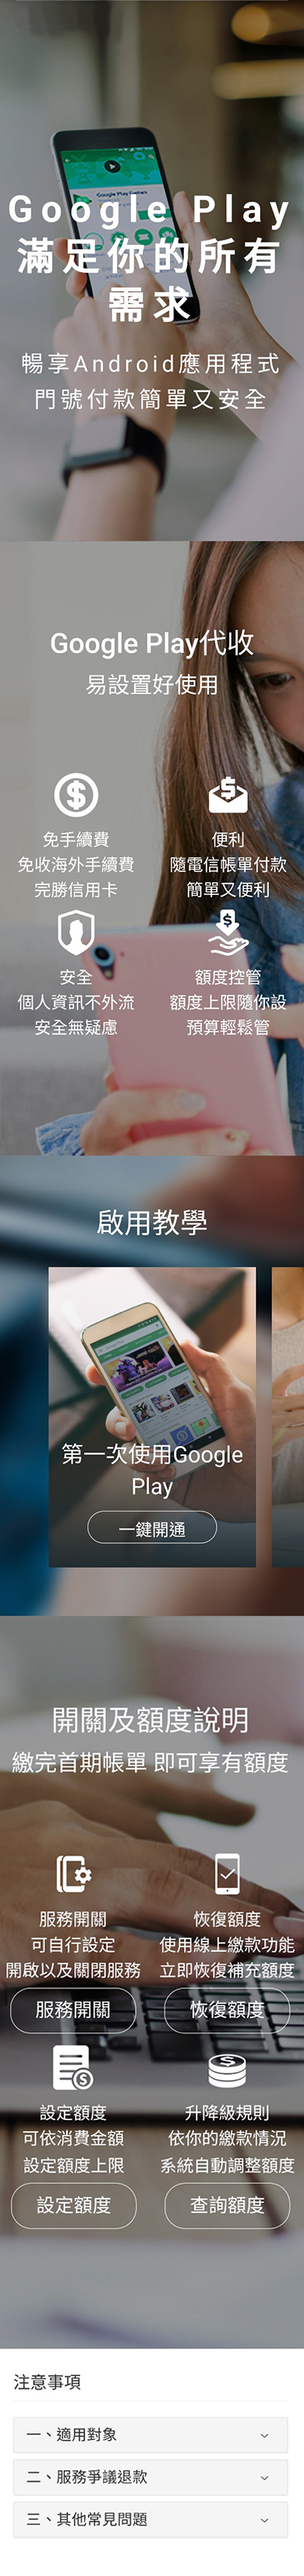 Google Play
滿足你的所有
需求
暢享Android應用程式
門號付款簡單又安全
Google Play代收
易設置好使用
免手續費
免收海外手續費
完勝信用卡
便利
隨電信帳單付款
簡單又便利
安全
個人資訊不外流
安全無疑慮
額度控管
額度上限隨你設
預算輕鬆管
啟用教學
第一次使用Google
Play
一鍵開通
開關及額度說明
繳完首期帳單 即可享有額度
服務開關
可自行設定
開啟以及關閉服務
服務開關
恢復額度
使用線上繳款功能
立即恢復補充額度
恢復額度
設定額度
可依消費金額
設定額度上限
設定額度
升降級規則
依你的繳款情況
系統自動調整額度
查詢額度
注意事項
一、適用對象
二、服務爭議退款
三、其他常見問題